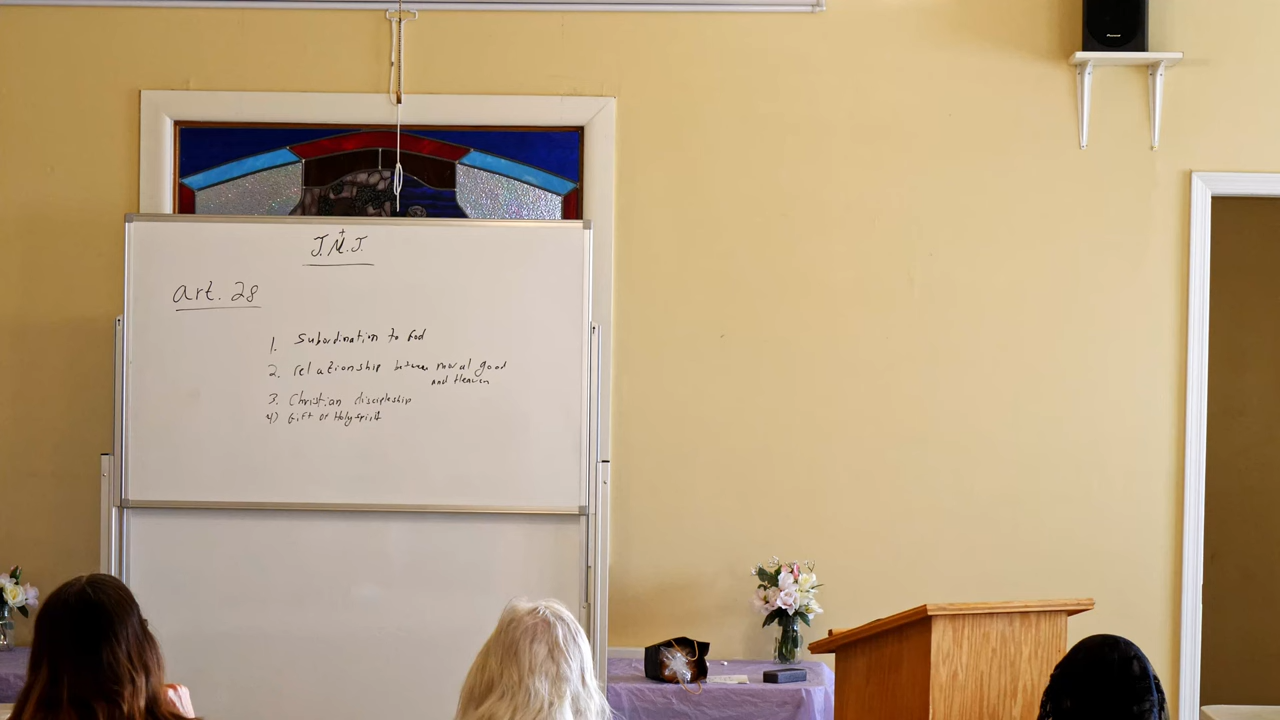 J.M.J.
art. 28
1. Subordination to God
2. relationship between moral good
and Heaven
3. Christian discipleship
4) Gift of Holy Spirit
Pioneer